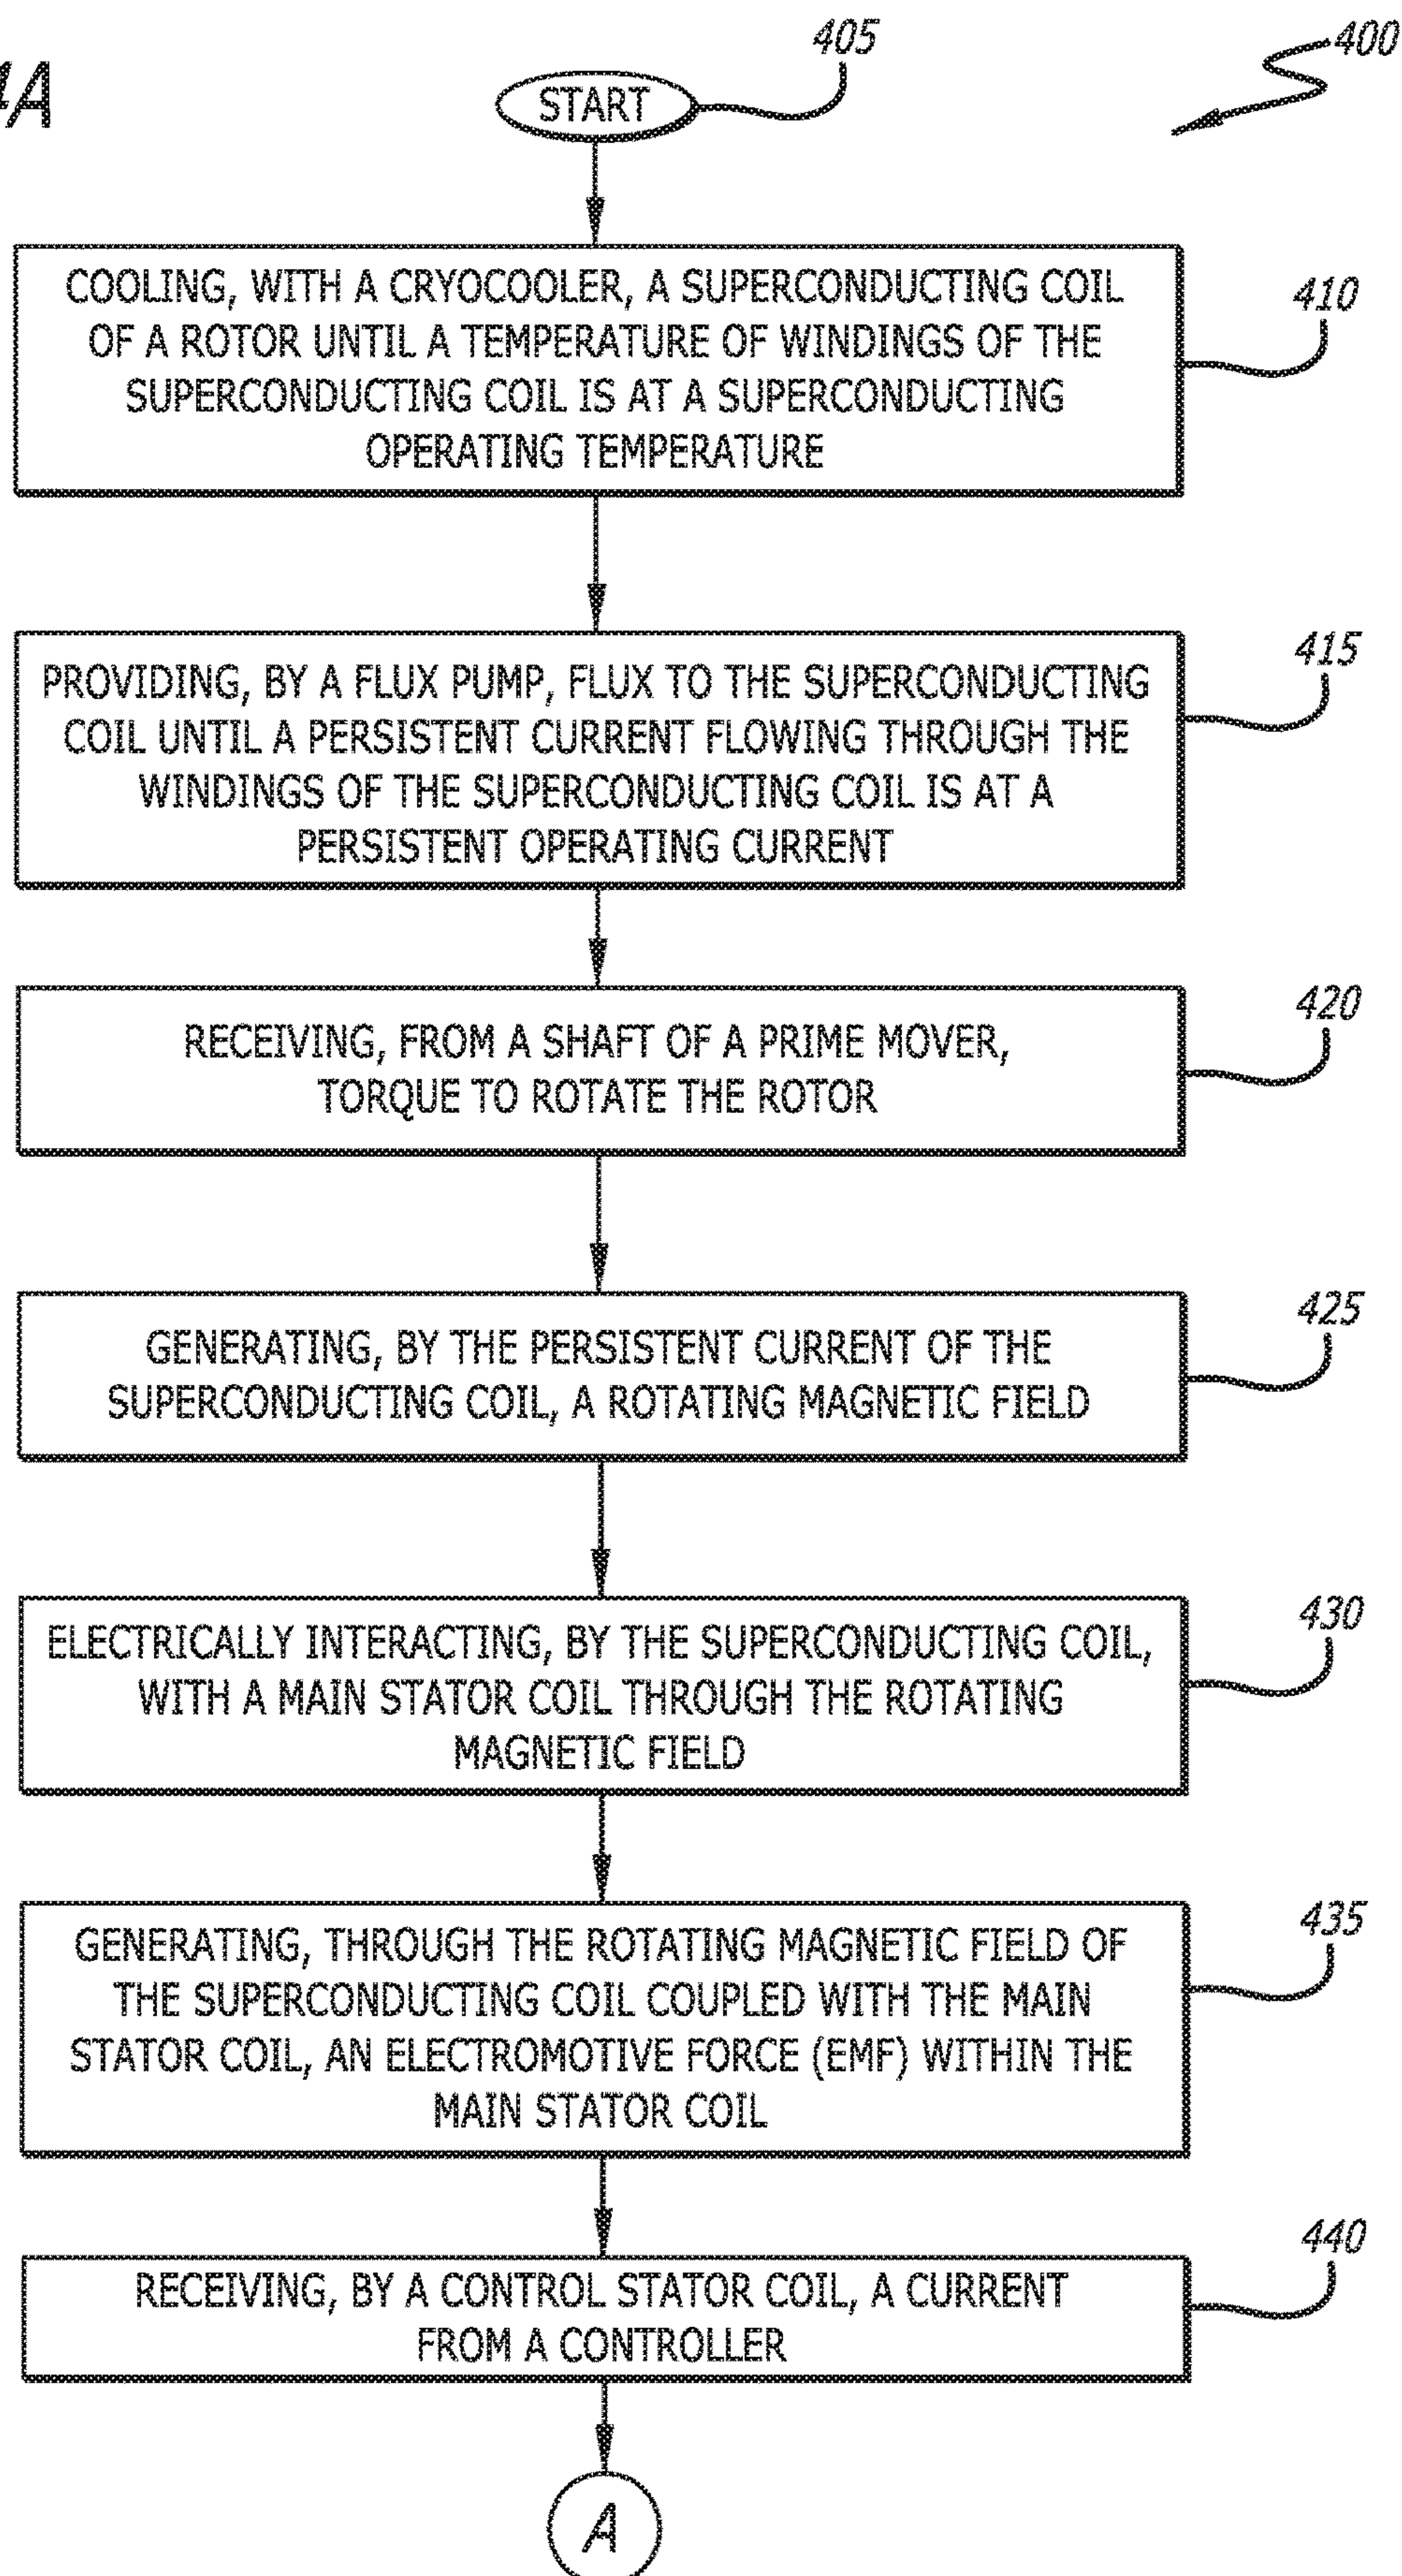 4A
405
400
START
COOLING, WITH A CRYOCOOLER, A SUPERCONDUCTING COIL
OF A ROTOR UNTIL A TEMPERATURE OF WINDINGS OF THE
SUPERCONDUCTING COIL IS AT A SUPERCONDUCTING
OPERATING TEMPERATURE
410
PROVIDING, BY A FLUX PUMP, FLUX TO THE SUPERCONDUCTING
COIL UNTIL A PERSISTENT CURRENT FLOWING THROUGH THE
WINDINGS OF THE SUPERCONDUCTING COIL IS AT A
PERSISTENT OPERATING CURRENT
415
RECEIVING, FROM A SHAFT OF A PRIME MOVER,
TORQUE TO ROTATE THE ROTOR
420
GENERATING, BY THE PERSISTENT CURRENT OF THE
SUPERCONDUCTING COIL, A ROTATING MAGNETIC FIELD
425
ELECTRICALLY INTERACTING, BY THE SUPERCONDUCTING COIL,
WITH A MAIN STATOR COIL THROUGH THE ROTATING
MAGNETIC FIELD
430
GENERATING, THROUGH THE ROTATING MAGNETIC FIELD OF
THE SUPERCONDUCTING COIL COUPLED WITH THE MAIN
STATOR COIL, AN ELECTROMOTIVE FORCE (EMF) WITHIN THE
MAIN STATOR COIL
435
RECEIVING, BY A CONTROL STATOR COIL, A CURRENT
FROM A CONTROLLER
440
A